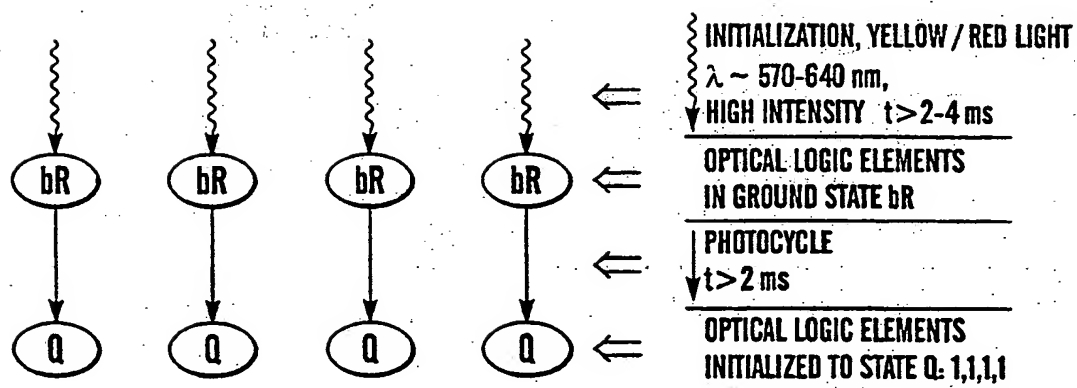 INITIALIZATION, YELLOW / RED LIGHT
λ ~ 570-640 nm,
HIGH INTENSITY t > 2-4 ms
bR bR bR bR
OPTICAL LOGIC ELEMENTS
IN GROUND STATE bR
PHOTOCYCLE
t > 2 ms
Q Q Q Q
OPTICAL LOGIC ELEMENTS
INITIALIZED TO STATE Q: 1,1,1,1